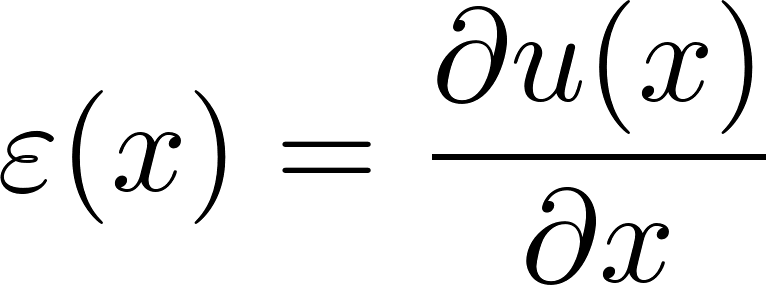 ε(x) = ∂u(x) / ∂x